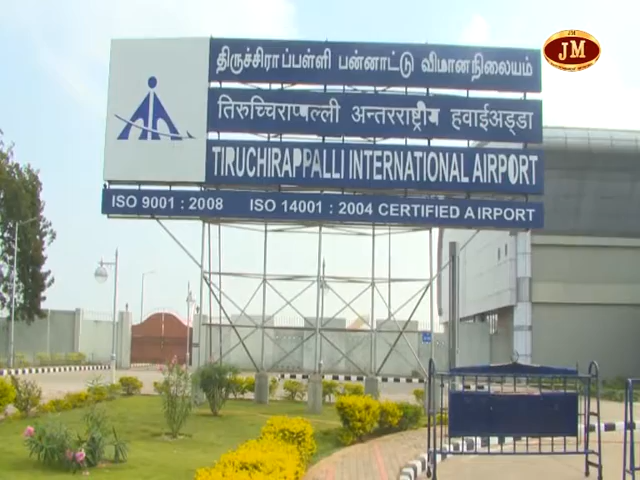 திருச்சிராப்பள்ளி பன்னாட்டு விமானநிலையம்
तिरुच्चिराप्पल्ली अन्तरराष्ट्रीय हवाईअड्डा
TIRUCHIRAPPALLI INTERNATIONAL AIRPORT
ISO 9001 : 2008 ISO 14001 : 2004 CERTIFIED AIRPORT
JM